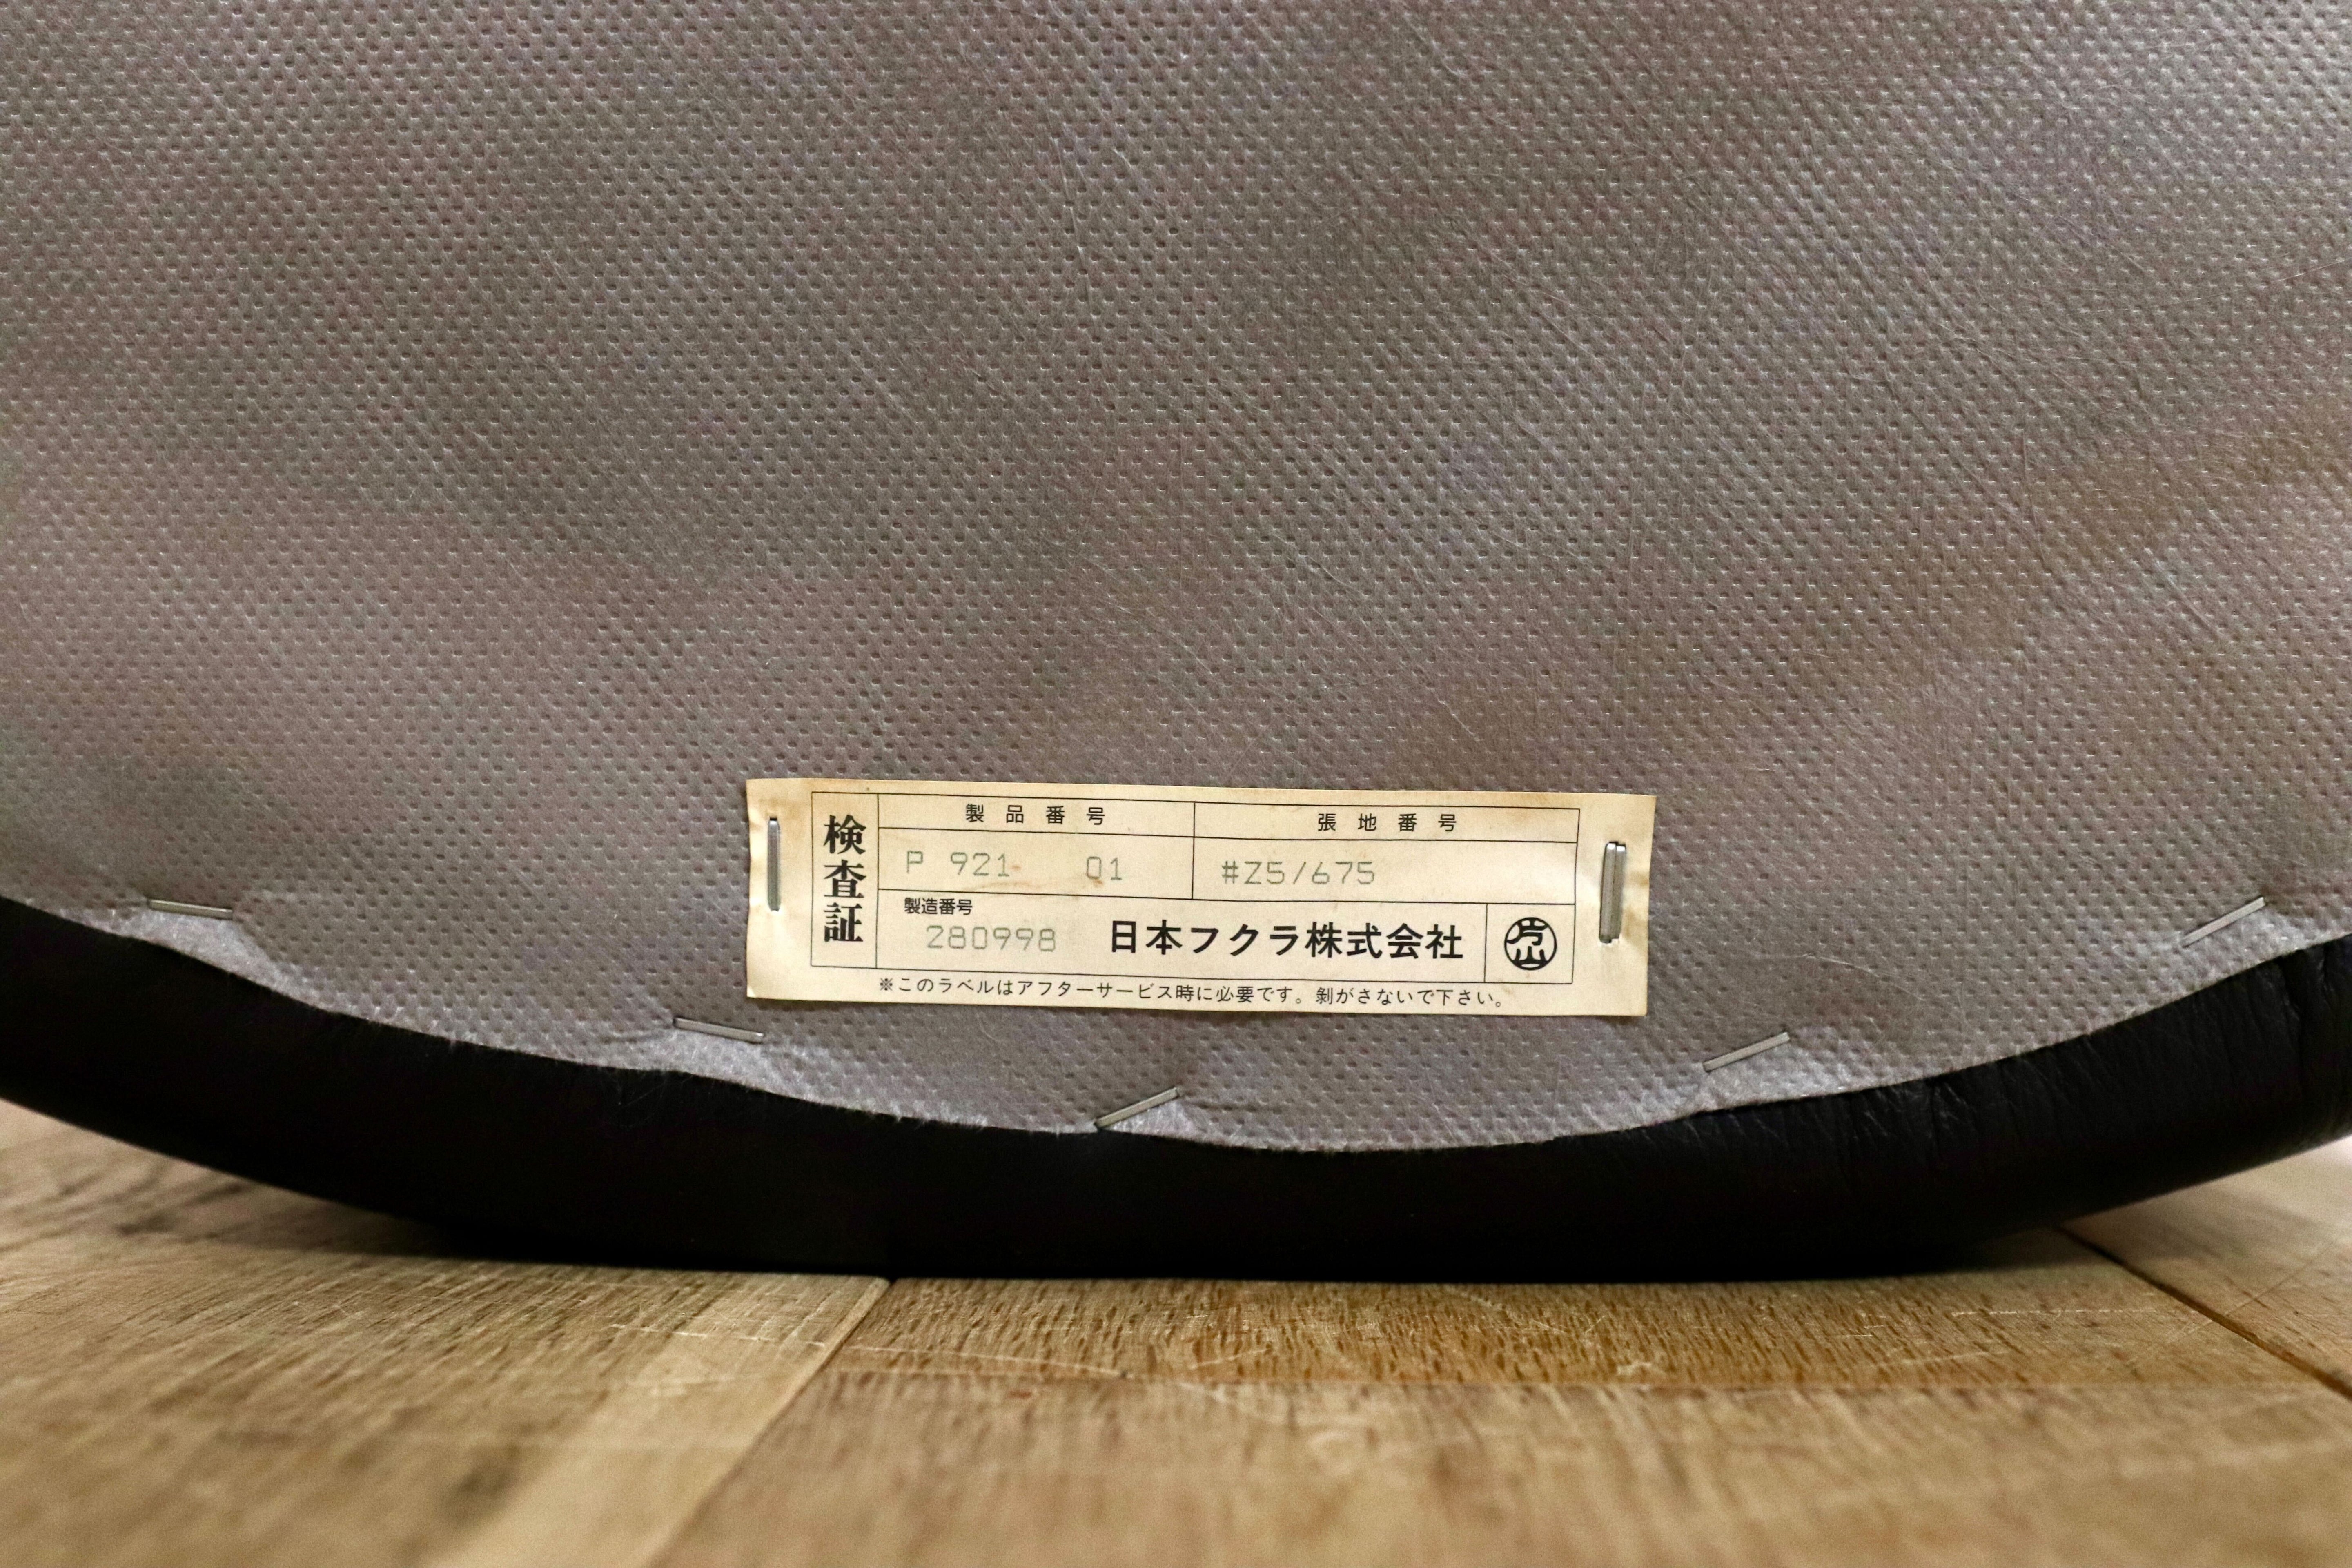 検査証
製品番号
張地番号
P 921 01
#Z5/675
製造番号
280998
日本フクラ株式会社
片山
※このラベルはアフターサービス時に必要です。剝がさないで下さい。